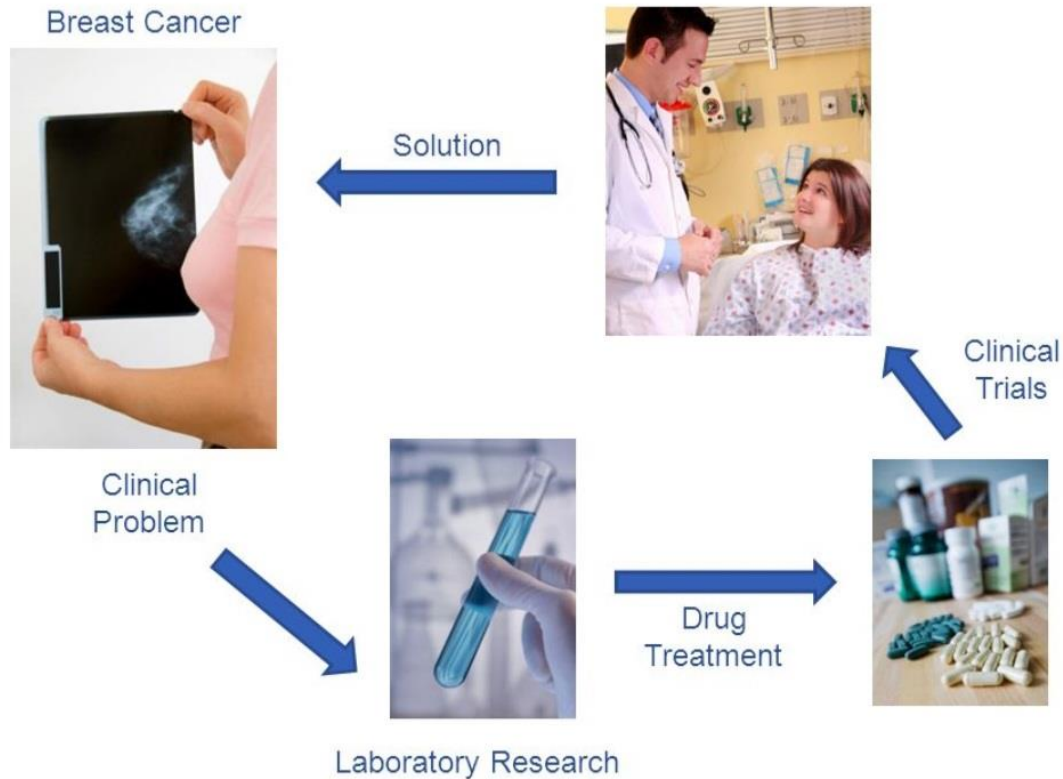 Breast Cancer
Solution
Clinical
Trials
Clinical
Problem
Drug
Treatment
Laboratory Research